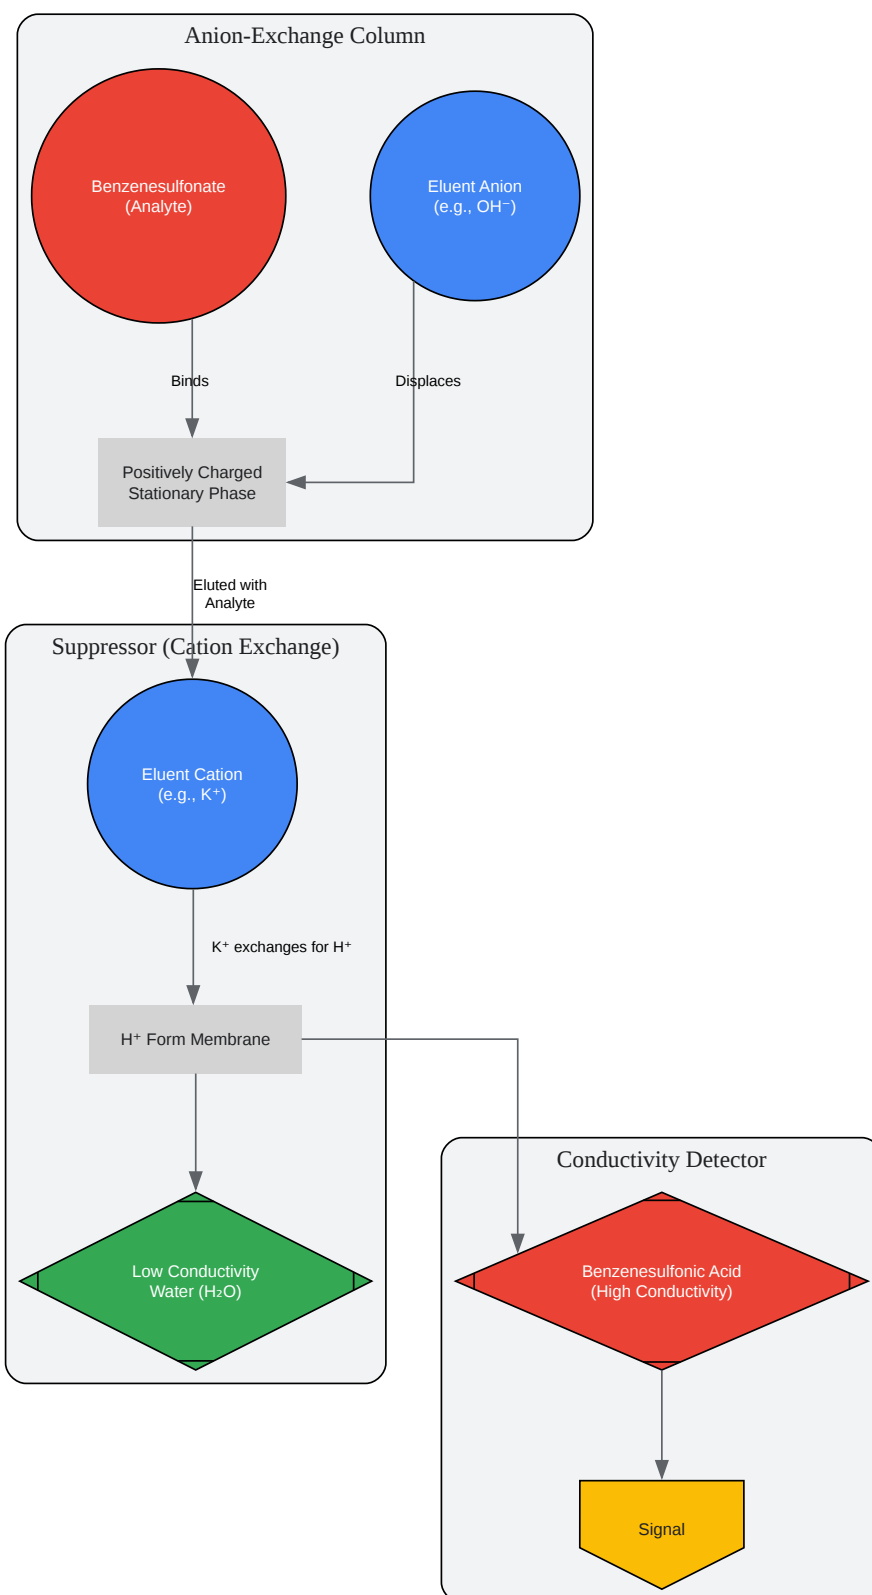 Anion-Exchange Column
Benzenesulfonate
(Analyte)
Eluent Anion
(e.g., OH⁻)
Binds
Displaces
Positively Charged
Stationary Phase
Eluted with
Analyte
Suppressor (Cation Exchange)
Eluent Cation
(e.g., K⁺)
K⁺ exchanges for H⁺
H⁺ Form Membrane
Conductivity Detector
Low Conductivity
Water (H₂O)
Benzenesulfonic Acid
(High Conductivity)
Signal